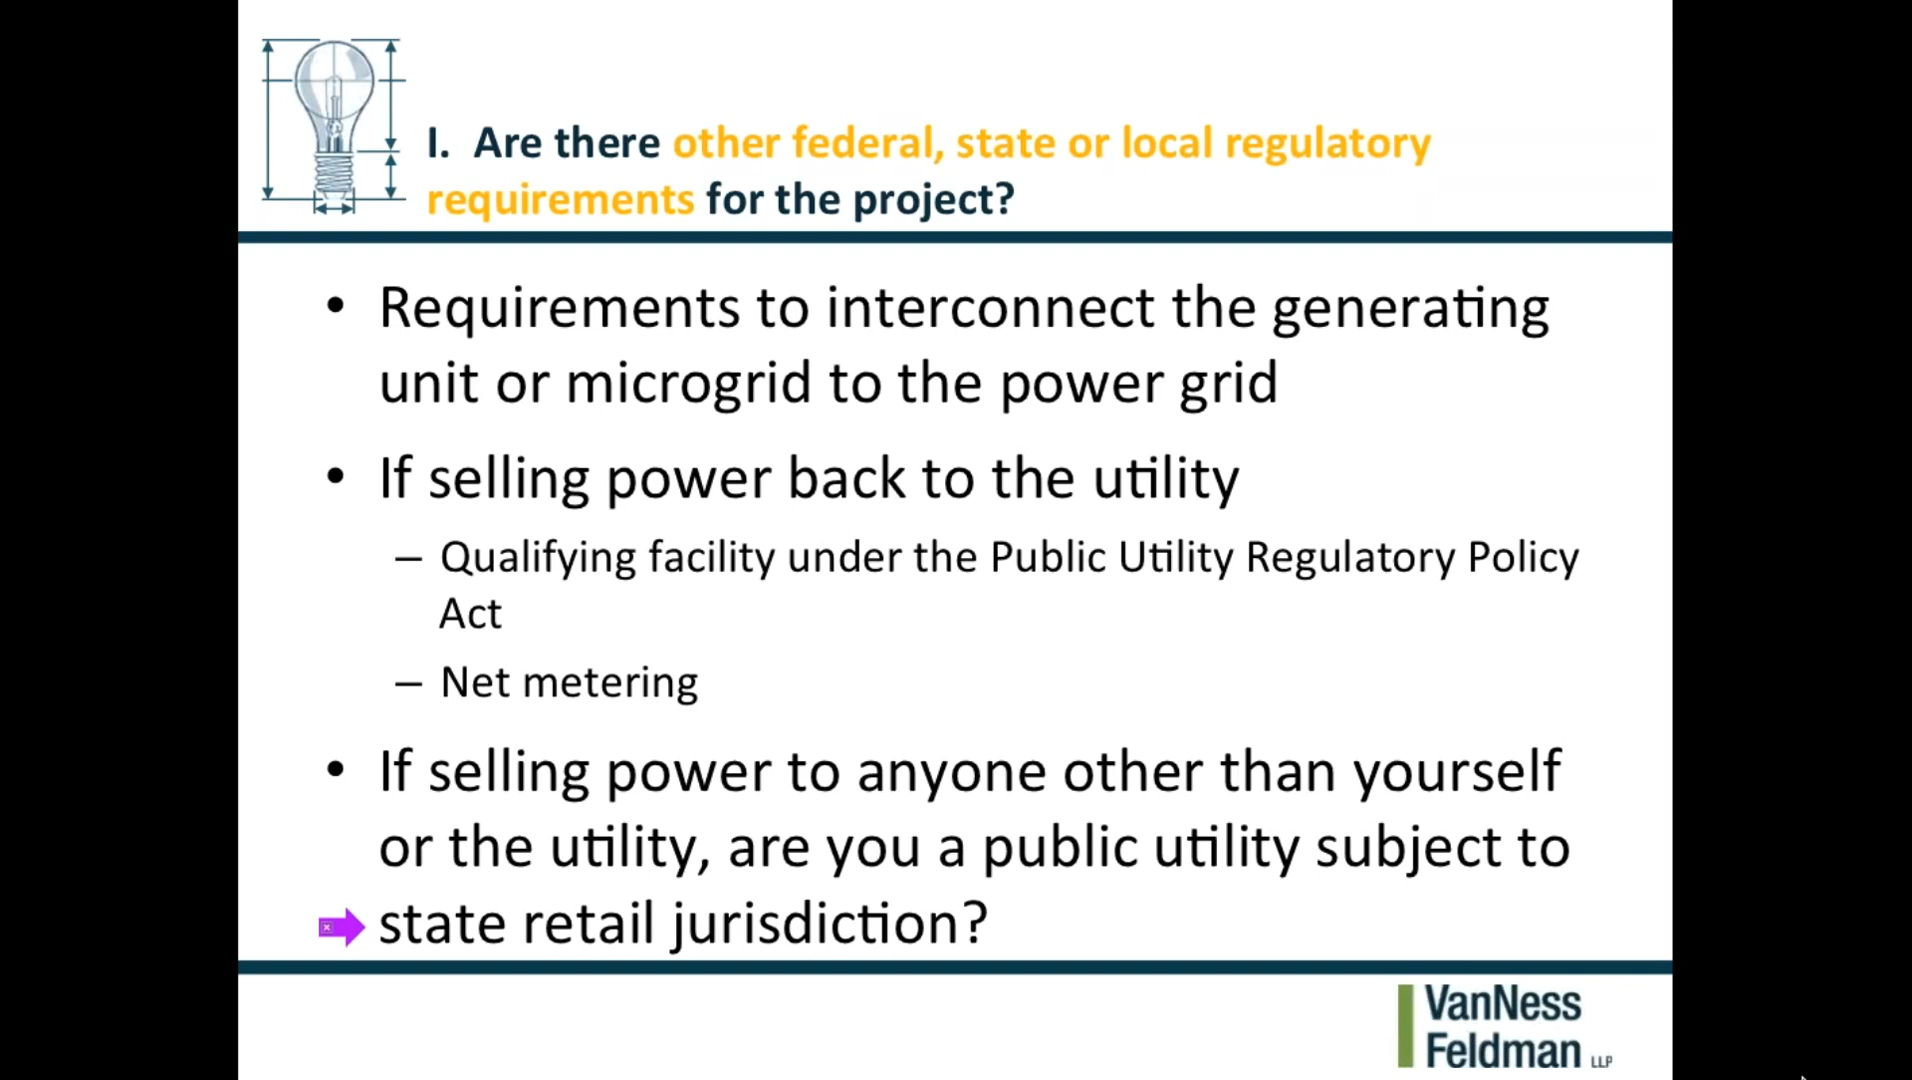 I. Are there other federal, state or local regulatory
requirements for the project?
• Requirements to interconnect the generating
unit or microgrid to the power grid
• If selling power back to the utility
– Qualifying facility under the Public Utility Regulatory Policy
Act
– Net metering
• If selling power to anyone other than yourself
or the utility, are you a public utility subject to
state retail jurisdiction?
VanNess
Feldman LLP